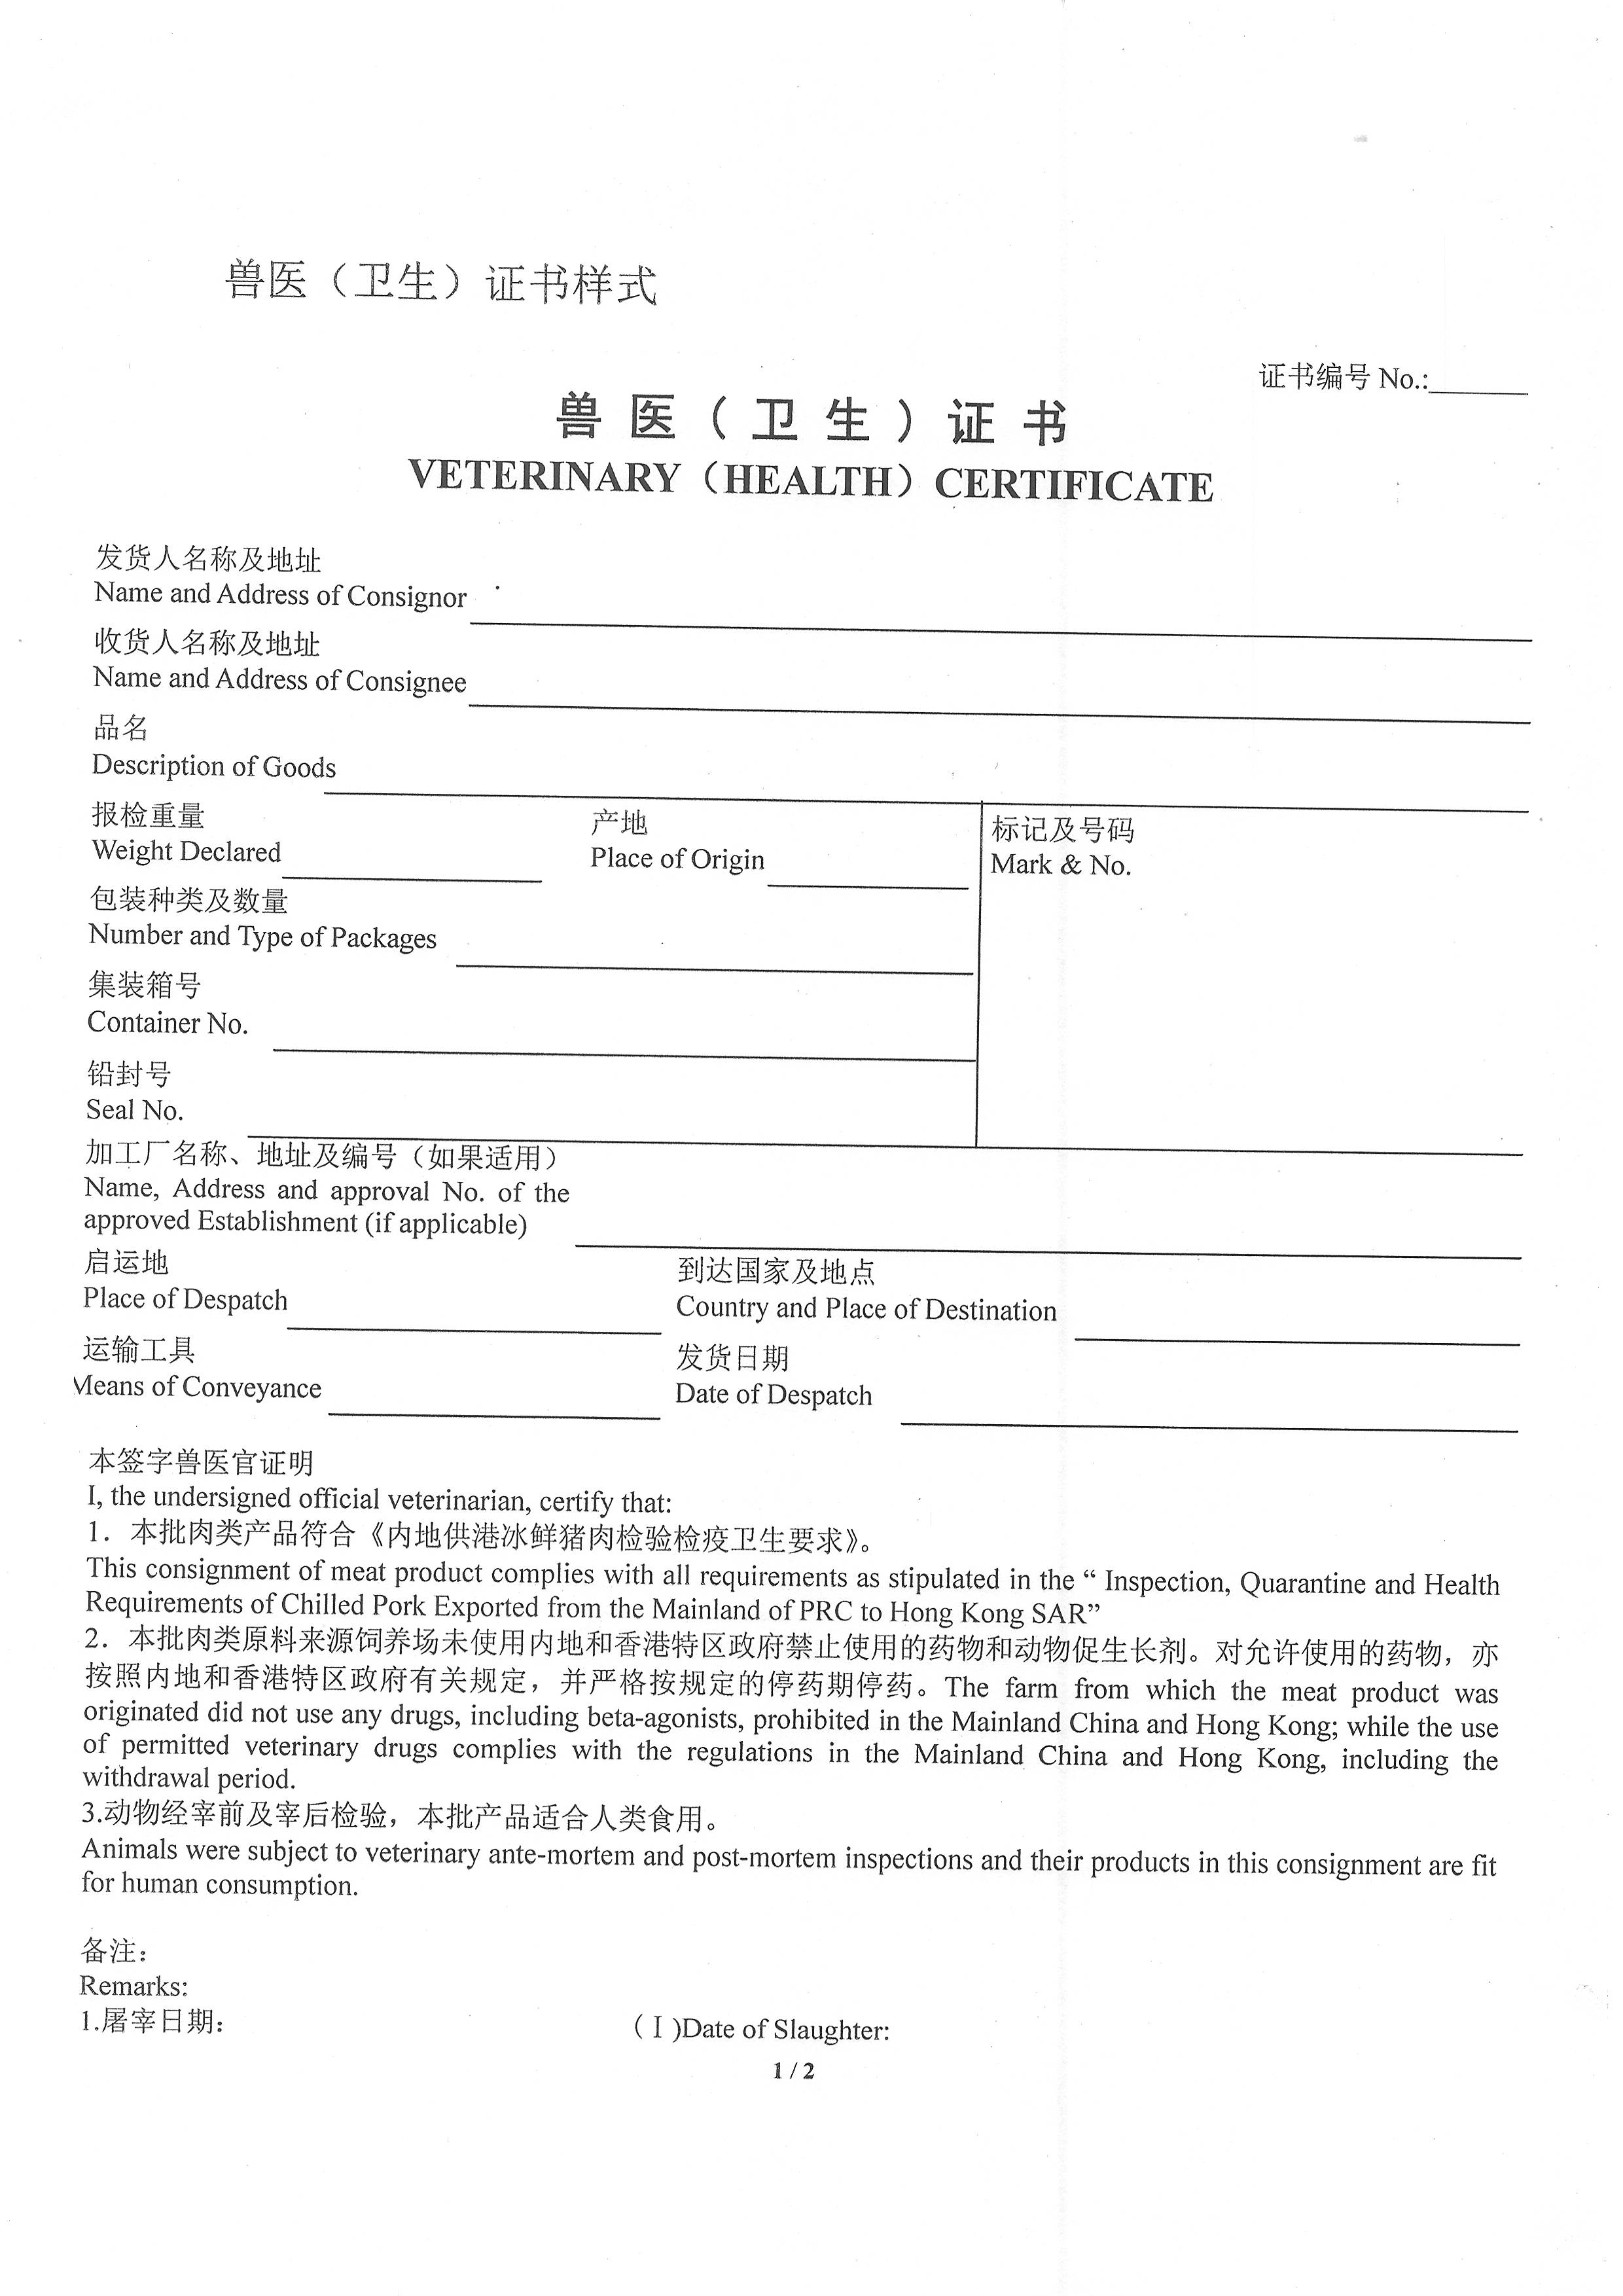 兽医（卫生）证书样式
证书编号 No.:
兽医（卫生）证书
VETERINARY（HEALTH）CERTIFICATE
发货人名称及地址
Name and Address of Consignor
收货人名称及地址
Name and Address of Consignee
品名
Description of Goods
报检重量 产地 标记及号码
Weight Declared Place of Origin Mark & No.
包装种类及数量
Number and Type of Packages
集装箱号
Container No.
铅封号
Seal No.
加工厂名称、地址及编号（如果适用）
Name, Address and approval No. of the
approved Establishment (if applicable)
启运地 到达国家及地点
Place of Despatch Country and Place of Destination
运输工具 发货日期
Means of Conveyance Date of Despatch
本签字兽医官证明
I, the undersigned official veterinarian, certify that:
1．本批肉类产品符合《内地供港冰鲜猪肉检验检疫卫生要求》。
This consignment of meat product complies with all requirements as stipulated in the “ Inspection, Quarantine and Health
Requirements of Chilled Pork Exported from the Mainland of PRC to Hong Kong SAR”
2．本批肉类原料来源饲养场未使用内地和香港特区政府禁止使用的药物和动物促生长剂。对允许使用的药物，亦
按照内地和香港特区政府有关规定，并严格按规定的停药期停药。The farm from which the meat product was
originated did not use any drugs, including beta-agonists, prohibited in the Mainland China and Hong Kong; while the use
of permitted veterinary drugs complies with the regulations in the Mainland China and Hong Kong, including the
withdrawal period.
3.动物经宰前及宰后检验，本批产品适合人类食用。
Animals were subject to veterinary ante-mortem and post-mortem inspections and their products in this consignment are fit
for human consumption.
备注：
Remarks:
1.屠宰日期： （Ⅰ)Date of Slaughter:
1 / 2